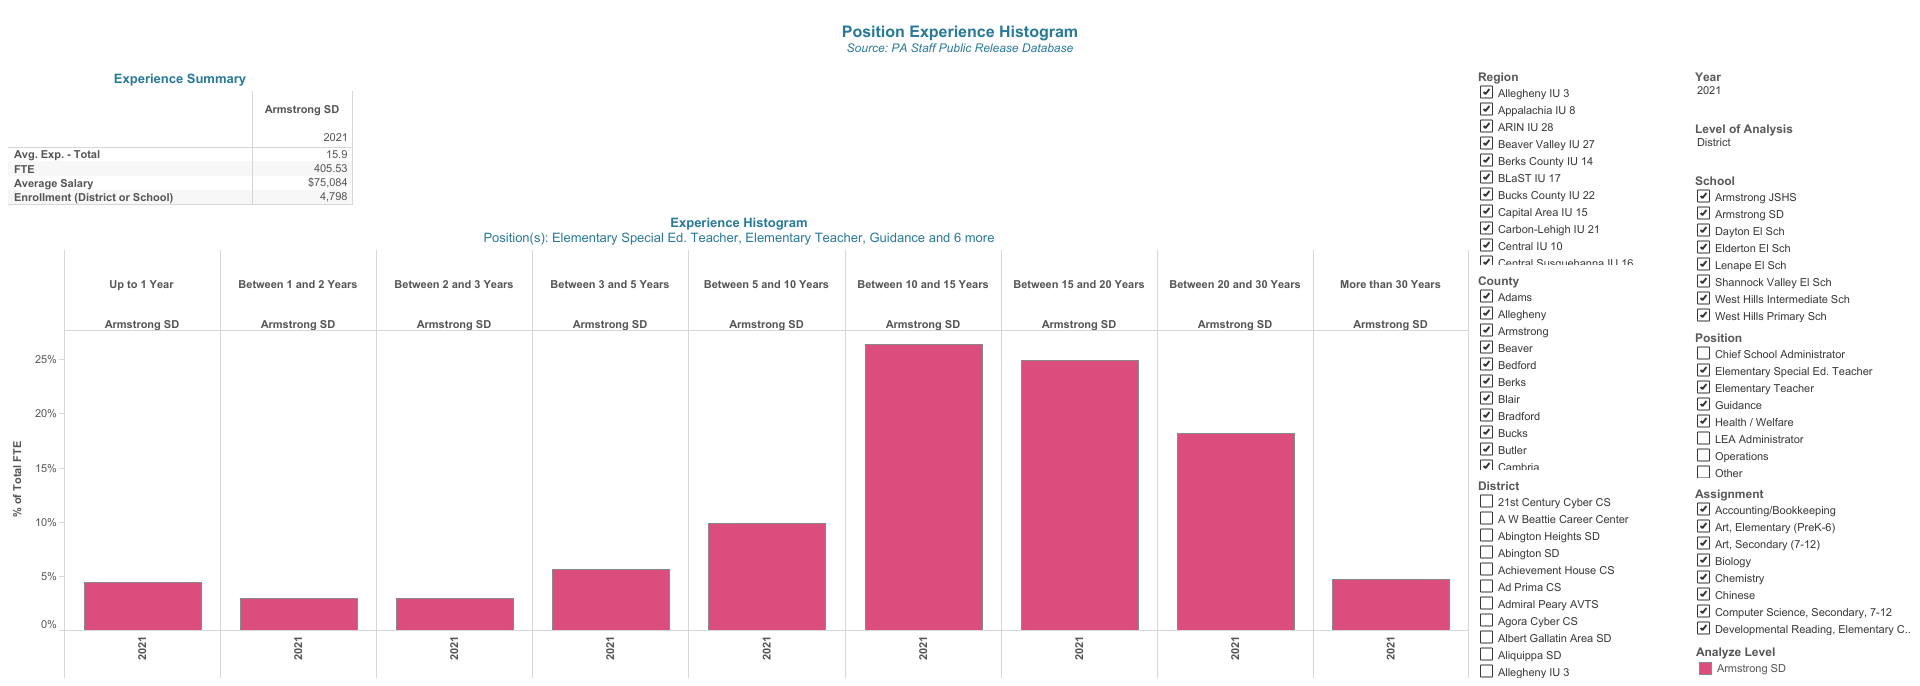 Position Experience Histogram
Source: PA Staff Public Release Database
Experience Summary
Armstrong SD
2021
Avg. Exp. - Total 15.9
FTE 405.53
Average Salary $75,084
Enrollment (District or School) 4,798
Experience Histogram
Position(s): Elementary Special Ed. Teacher, Elementary Teacher, Guidance and 6 more
Up to 1 Year Between 1 and 2 Years Between 2 and 3 Years Between 3 and 5 Years Between 5 and 10 Years Between 10 and 15 Years Between 15 and 20 Years Between 20 and 30 Years More than 30 Years
Armstrong SD Armstrong SD Armstrong SD Armstrong SD Armstrong SD Armstrong SD Armstrong SD Armstrong SD Armstrong SD
% of Total FTE
25%
20%
15%
10%
5%
0%
2021 2021 2021 2021 2021 2021 2021 2021 2021
Region
Allegheny IU 3
Appalachia IU 8
ARIN IU 28
Beaver Valley IU 27
Berks County IU 14
BLaST IU 17
Bucks County IU 22
Capital Area IU 15
Carbon-Lehigh IU 21
Central IU 10
Central Susquehanna IU 16
County
Adams
Allegheny
Armstrong
Beaver
Bedford
Berks
Blair
Bradford
Bucks
Butler
Cambria
District
21st Century Cyber CS
A W Beattie Career Center
Abington Heights SD
Abington SD
Achievement House CS
Ad Prima CS
Admiral Peary AVTS
Agora Cyber CS
Albert Gallatin Area SD
Aliquippa SD
Allegheny IU 3
Year
2021
Level of Analysis
District
School
Armstrong JSHS
Armstrong SD
Dayton El Sch
Elderton El Sch
Lenape El Sch
Shannock Valley El Sch
West Hills Intermediate Sch
West Hills Primary Sch
Position
Chief School Administrator
Elementary Special Ed. Teacher
Elementary Teacher
Guidance
Health / Welfare
LEA Administrator
Operations
Other
Assignment
Accounting/Bookkeeping
Art, Elementary (PreK-6)
Art, Secondary (7-12)
Biology
Chemistry
Chinese
Computer Science, Secondary, 7-12
Developmental Reading, Elementary C..
Analyze Level
Armstrong SD